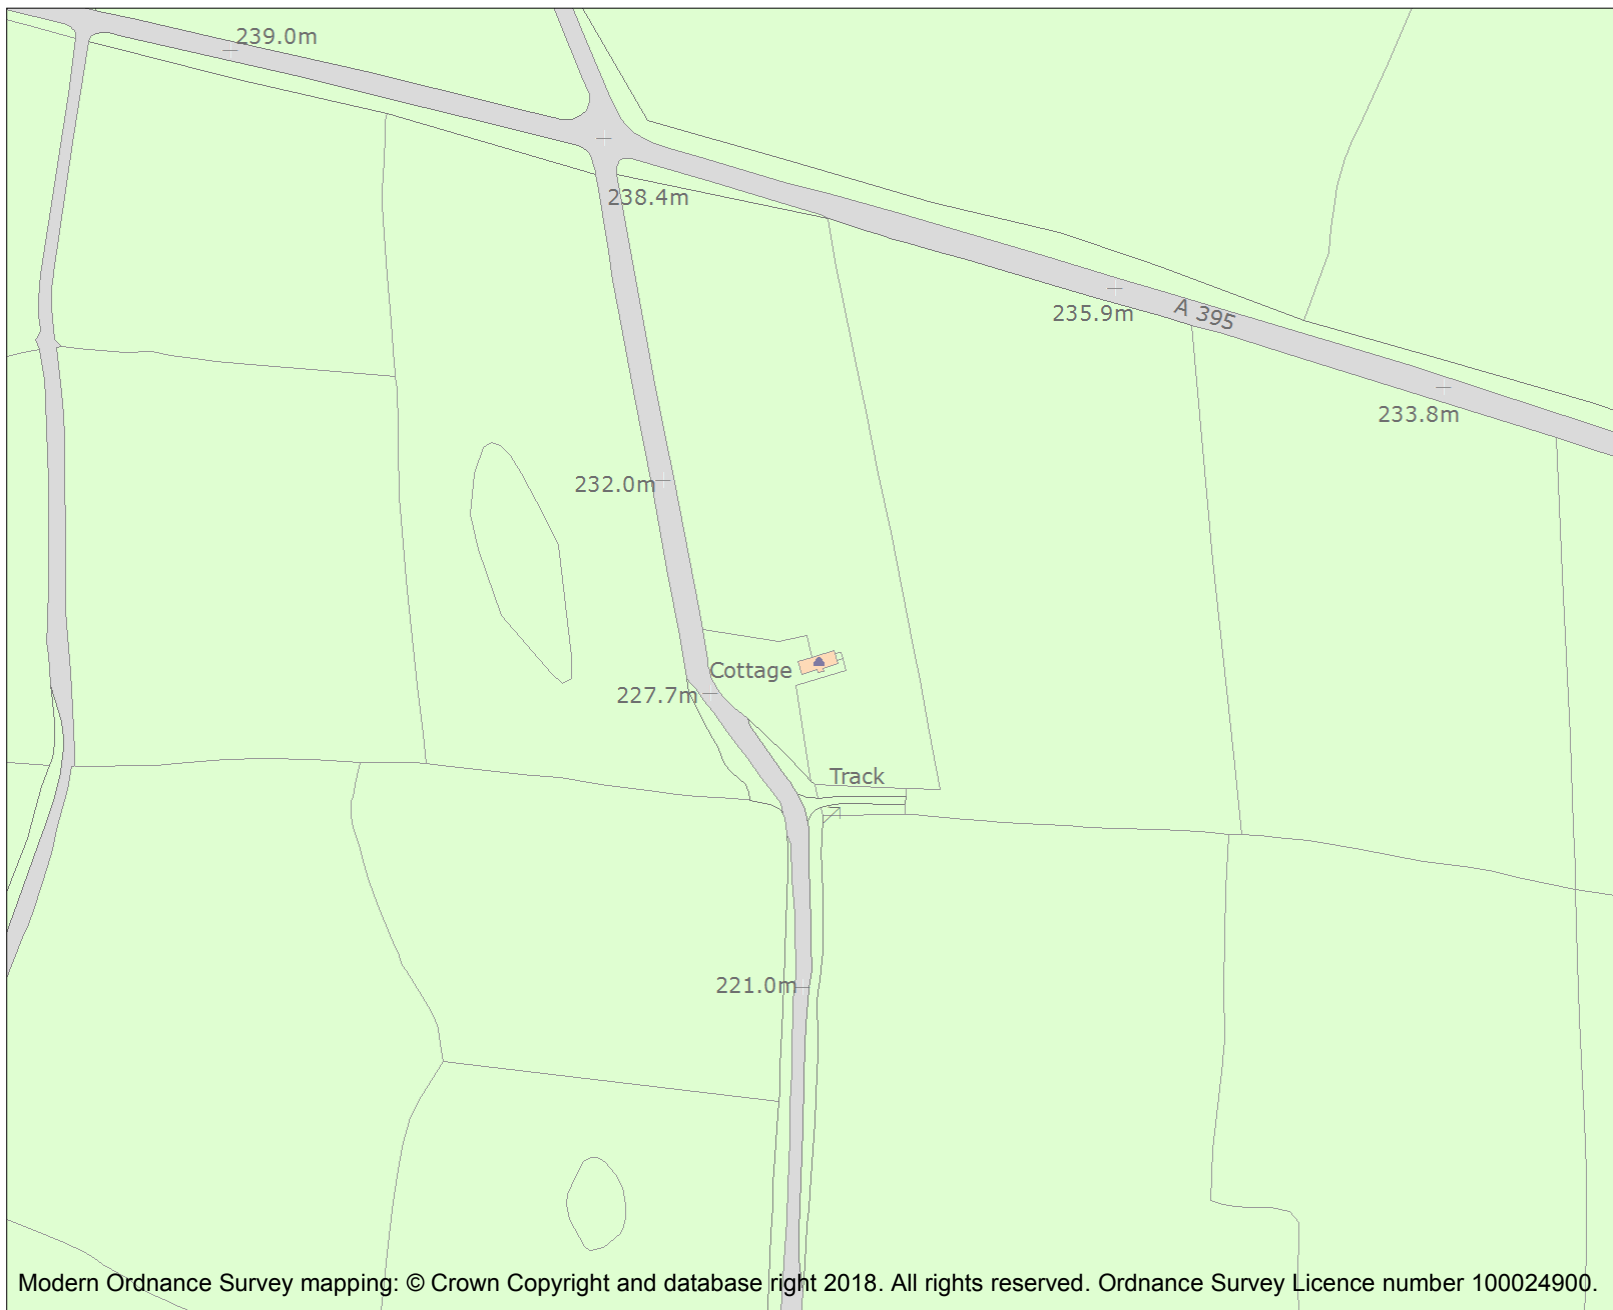 239.0m
238.4m
235.9m
A 395
233.8m
232.0m
Cottage
227.7m
Track
221.0m
Modern Ordnance Survey mapping: © Crown Copyright and database right 2018. All rights reserved. Ordnance Survey Licence number 100024900.